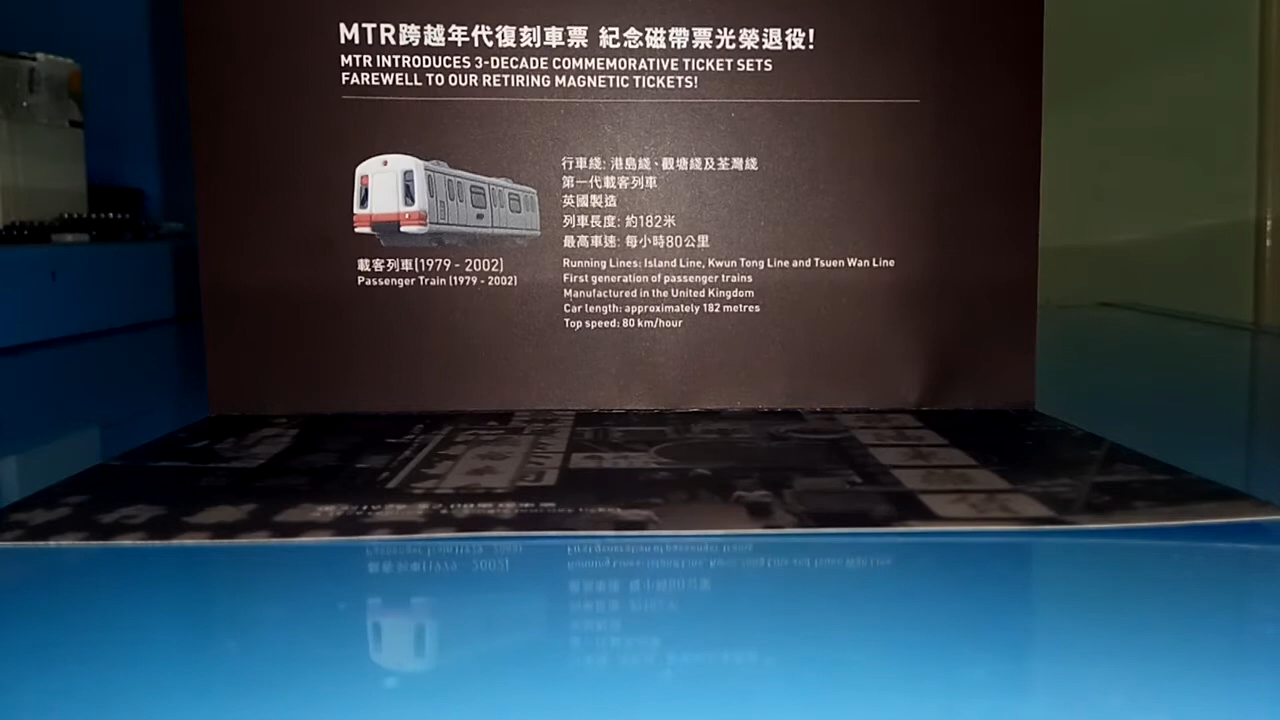 MTR跨越年代復刻車票 紀念磁帶票光榮退役!
MTR INTRODUCES 3-DECADE COMMEMORATIVE TICKET SETS
FAREWELL TO OUR RETIRING MAGNETIC TICKETS!
行車綫: 港島綫、觀塘綫及荃灣綫
第一代載客列車
英國製造
列車長度: 約182米
最高車速: 每小時80公里
載客列車(1979 - 2002)
Passenger Train (1979 - 2002)
Running Lines: Island Line, Kwun Tong Line and Tsuen Wan Line
First generation of passenger trains
Manufactured in the United Kingdom
Car length: approximately 182 metres
Top speed: 80 km/hour